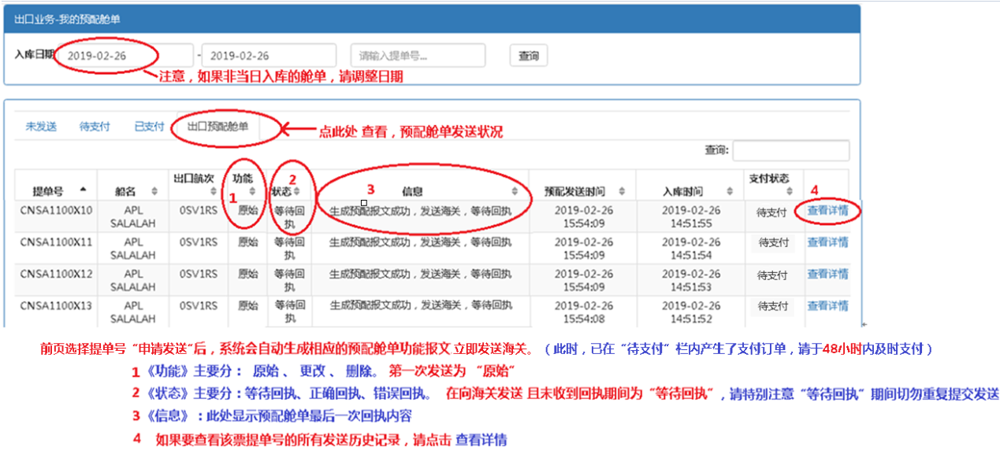 出口业务-我的预配舱单
入库日期 2019-02-26 - 2019-02-26 请输入提单号... 查询
注意，如果非当日入库的舱单，请调整日期
未发送 待支付 已支付 出口预配舱单 点此处 查看，预配舱单发送状况
查询:
提单号 船名 出口航次 功能 1 状态 2 信息 3 预配发送时间 入库时间 支付状态 4
CNSA1100X10 APL SALALAH 0SV1RS 原始 等待回执 生成预配报文成功，发送海关，等待回执 2019-02-26 15:54:09 2019-02-26 14:51:55 待支付 查看详情
CNSA1100X11 APL SALALAH 0SV1RS 原始 等待回执 生成预配报文成功，发送海关，等待回执 2019-02-26 15:54:09 2019-02-26 14:51:54 待支付 查看详情
CNSA1100X12 APL SALALAH 0SV1RS 原始 等待回执 生成预配报文成功，发送海关，等待回执 2019-02-26 15:54:09 2019-02-26 14:51:53 待支付 查看详情
CNSA1100X13 APL SALALAH 0SV1RS 原始 等待回执 生成预配报文成功，发送海关，等待回执 2019-02-26 15:54:08 2019-02-26 14:51:52 待支付 查看详情
前页选择提单号“申请发送”后，系统会自动生成相应的预配舱单功能报文 立即发送海关。（ 此时，已在“待支付”栏内产生了支付订单，请于48小时内及时支付 ）
1 《功能》主要分： 原始 、 更改 、 删除。 第一次发送为 “原始”
2 《状态》主要分：等待回执、正确回执、错误回执。 在向海关发送 且未收到回执期间为“等待回执”，请特别注意“等待回执”期间切勿重复提交发送
3 《信息》：此处显示预配舱单最后一次回执内容
4 如果要查看该票提单号的所有发送历史记录，请点击 查看详情